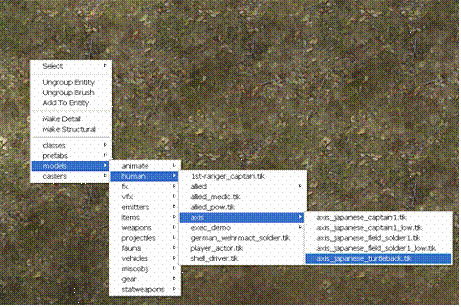 Select
Ungroup Entity
Ungroup Brush
Add To Entity
Make Detail
Make Structural
classes
prefabs
models
casters
animate
human
fx
vfx
emitters
items
weapons
projectiles
fauna
vehicles
miscobj
gear
statweapons
1st-ranger_captain.tik
allied
allied_medic.tik
allied_pow.tik
axis
exec_demo
german_wehrmact_soldier.tik
player_actor.tik
shell_driver.tik
axis_japanese_captain1.tik
axis_japanese_captain1_low.tik
axis_japanese_field_soldier1.tik
axis_japanese_field_soldier1_low.tik
axis_japanese_turtleback.tik